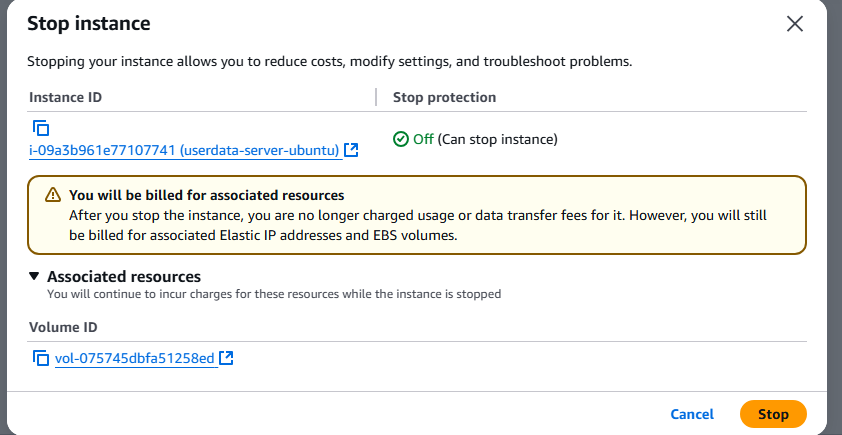 Stop instance
Stopping your instance allows you to reduce costs, modify settings, and troubleshoot problems.
Instance ID
Stop protection
i-09a3b961e77107741 (userdata-server-ubuntu)
Off (Can stop instance)
You will be billed for associated resources
After you stop the instance, you are no longer charged usage or data transfer fees for it. However, you will still
be billed for associated Elastic IP addresses and EBS volumes.
Associated resources
You will continue to incur charges for these resources while the instance is stopped
Volume ID
vol-075745dbfa51258ed
Cancel
Stop